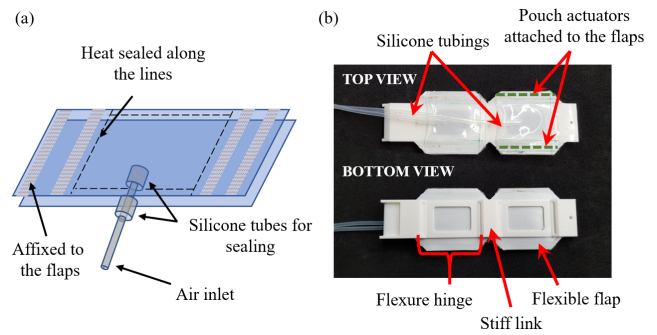 (a)
Heat sealed along
the lines
Affixed to
the flaps
Silicone tubes for
sealing
Air inlet
(b)
Silicone tubings
Pouch actuators
attached to the flaps
TOP VIEW
BOTTOM VIEW
Flexure hinge
Stiff link
Flexible flap